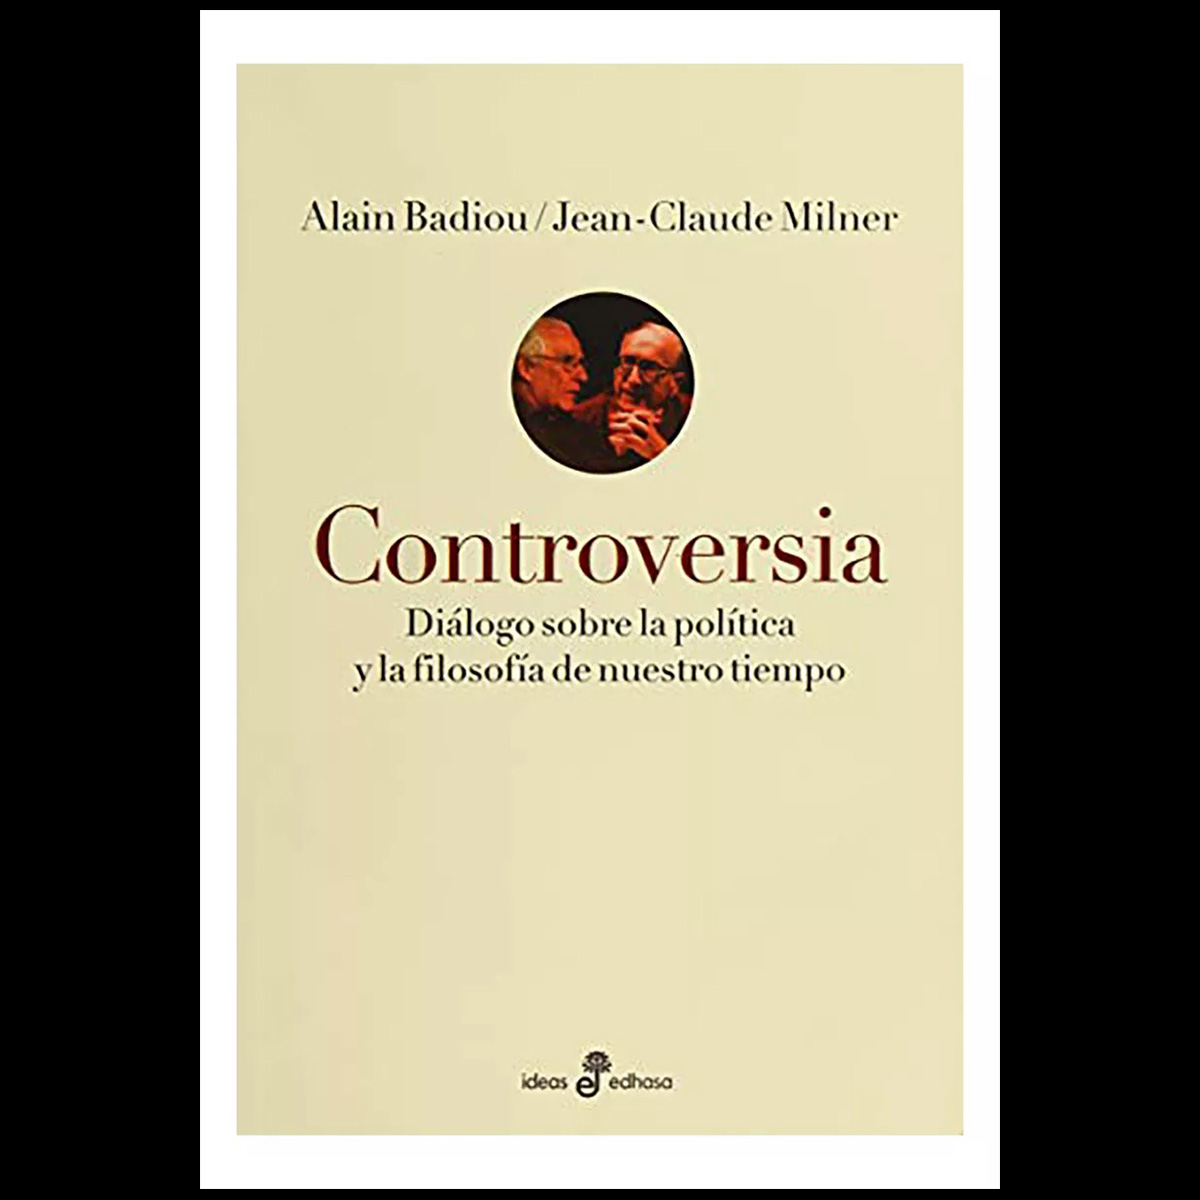 Alain Badiou / Jean-Claude Milner
Controversia
Diálogo sobre la política
y la filosofía de nuestro tiempo
ideas edhasa